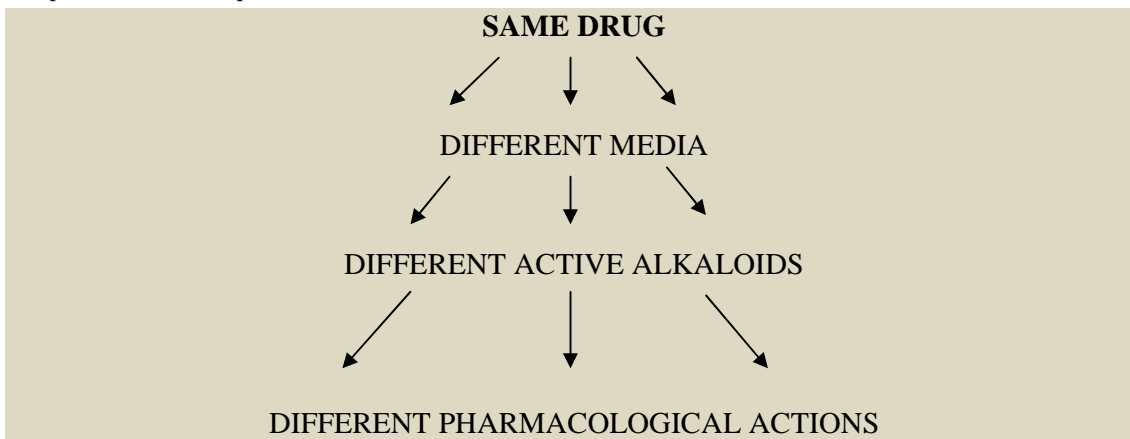 SAME DRUG
DIFFERENT MEDIA
DIFFERENT ACTIVE ALKALOIDS
DIFFERENT PHARMACOLOGICAL ACTIONS